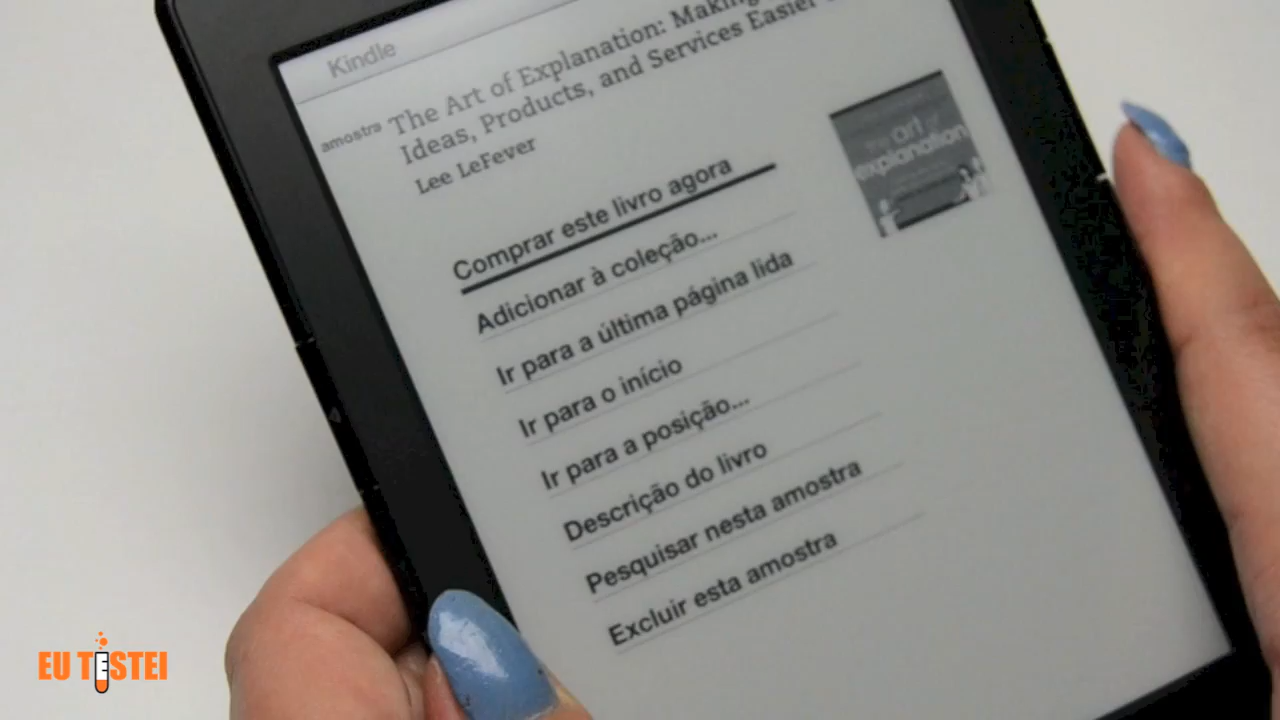 Kindle
amostra
The Art of Explanation: Making
Ideas, Products, and Services Easier
Lee LeFever
art
explanation
Comprar este livro agora
Adicionar à coleção...
Ir para a última página lida
Ir para o início
Ir para a posição...
Descrição do livro
Pesquisar nesta amostra
Excluir esta amostra
EU TESTEI